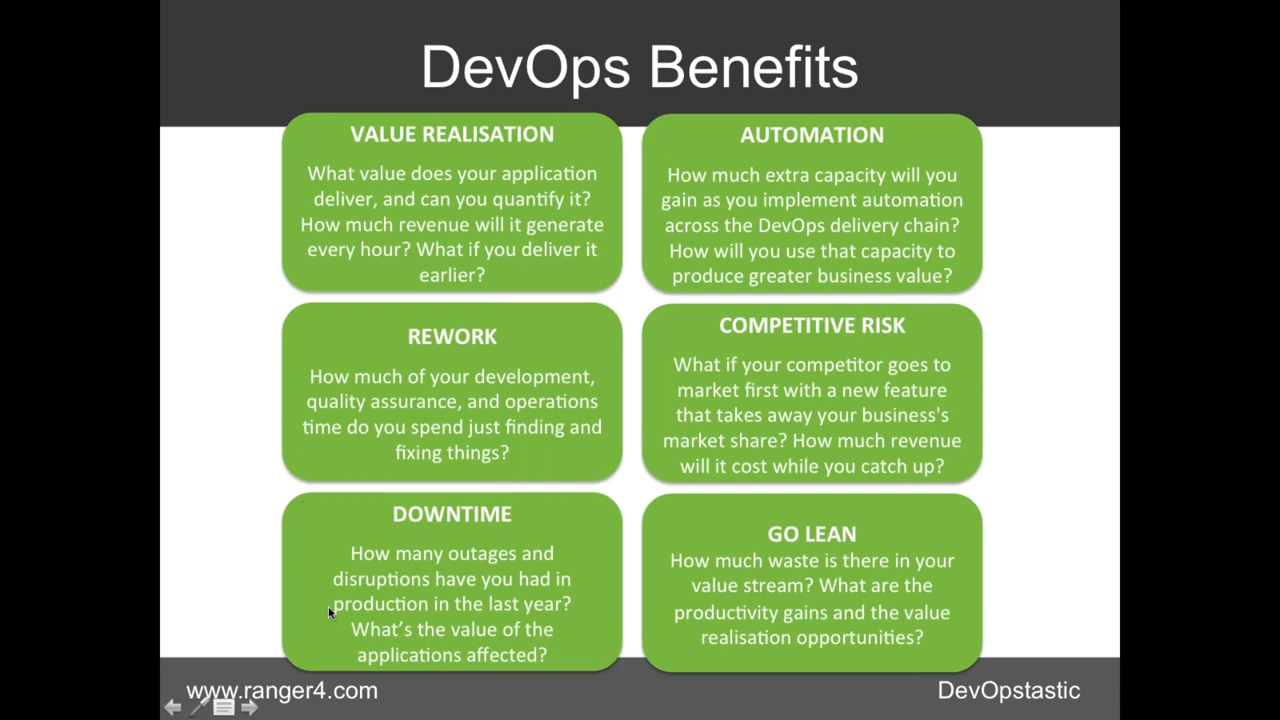 DevOps Benefits
VALUE REALISATION
What value does your application
deliver, and can you quantify it?
How much revenue will it generate
every hour? What if you deliver it
earlier?
AUTOMATION
How much extra capacity will you
gain as you implement automation
across the DevOps delivery chain?
How will you use that capacity to
produce greater business value?
REWORK
How much of your development,
quality assurance, and operations
time do you spend just finding and
fixing things?
COMPETITIVE RISK
What if your competitor goes to
market first with a new feature
that takes away your business's
market share? How much revenue
will it cost while you catch up?
DOWNTIME
How many outages and
disruptions have you had in
production in the last year?
What’s the value of the
applications affected?
GO LEAN
How much waste is there in your
value stream? What are the
productivity gains and the value
realisation opportunities?
www.ranger4.com
DevOpstastic